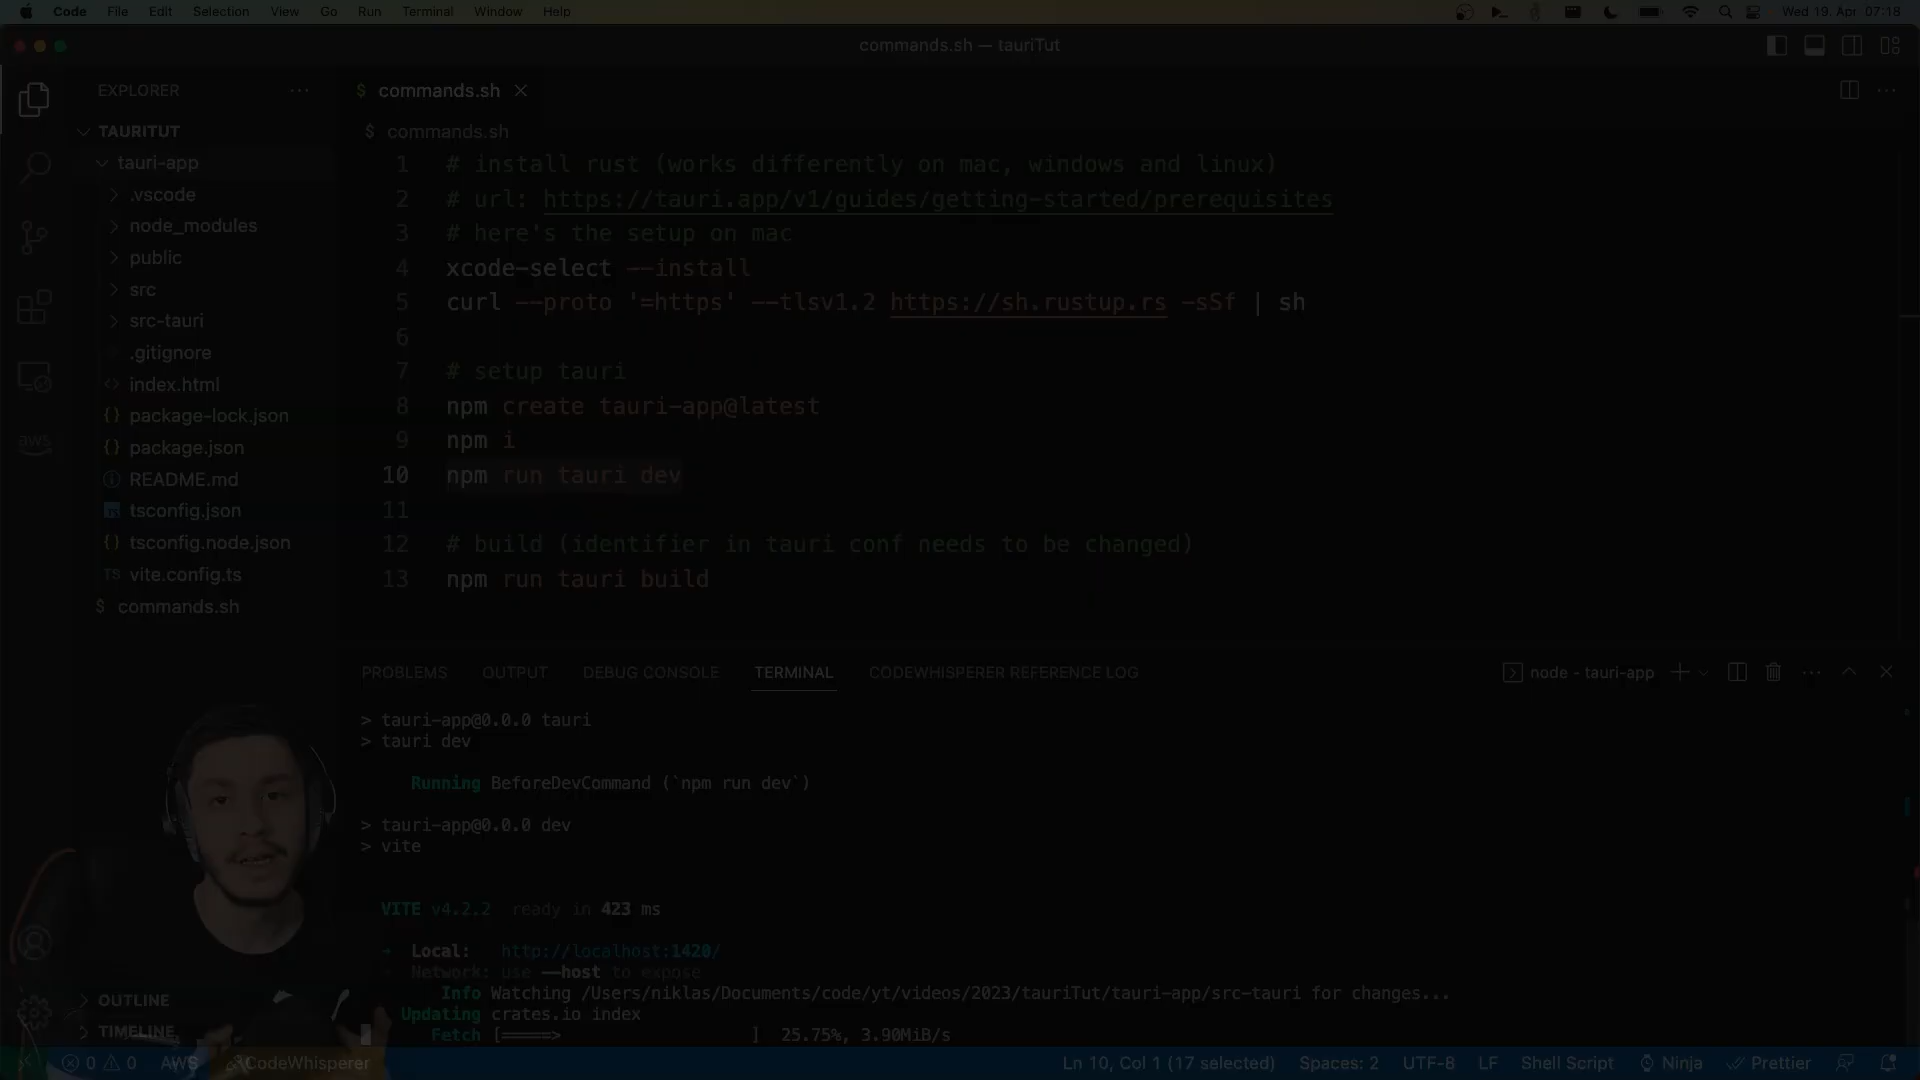 Code File Edit Selection View Go Run Terminal Window Help Wed 19. Apr 07:18
commands.sh — tauriTut
EXPLORER
TAURITUT
tauri-app
.vscode
node_modules
public
src
src-tauri
.gitignore
index.html
package-lock.json
package.json
README.md
tsconfig.json
tsconfig.node.json
TS vite.config.ts
$ commands.sh
OUTLINE
TIMELINE
aws
$ commands.sh
$ commands.sh
1 # install rust (works differently on mac, windows and linux)
2 # url: https://tauri.app/v1/guides/getting-started/prerequisites
3 # here's the setup on mac
4 xcode-select --install
5 curl --proto '=https' --tlsv1.2 https://sh.rustup.rs -sSf | sh
6
7 # setup tauri
8 npm create tauri-app@latest
9 npm i
10 npm run tauri dev
11
12 # build (identifier in tauri conf needs to be changed)
13 npm run tauri build
PROBLEMS OUTPUT DEBUG CONSOLE TERMINAL CODEWHISPERER REFERENCE LOG node - tauri-app
> tauri-app@0.0.0 tauri
> tauri dev
Running BeforeDevCommand (`npm run dev`)
> tauri-app@0.0.0 dev
> vite
VITE v4.2.2 ready in 423 ms
➜ Local: http://localhost:1420/
➜ Network: use --host to expose
Info Watching /Users/niklas/Documents/code/yt/videos/2023/tauriTut/tauri-app/src-tauri for changes...
Updating crates.io index
Fetch [=====> ] 25.75%, 3.90MiB/s
0 0 AWS CodeWhisperer Ln 10, Col 1 (17 selected) Spaces: 2 UTF-8 LF Shell Script Ninja Prettier